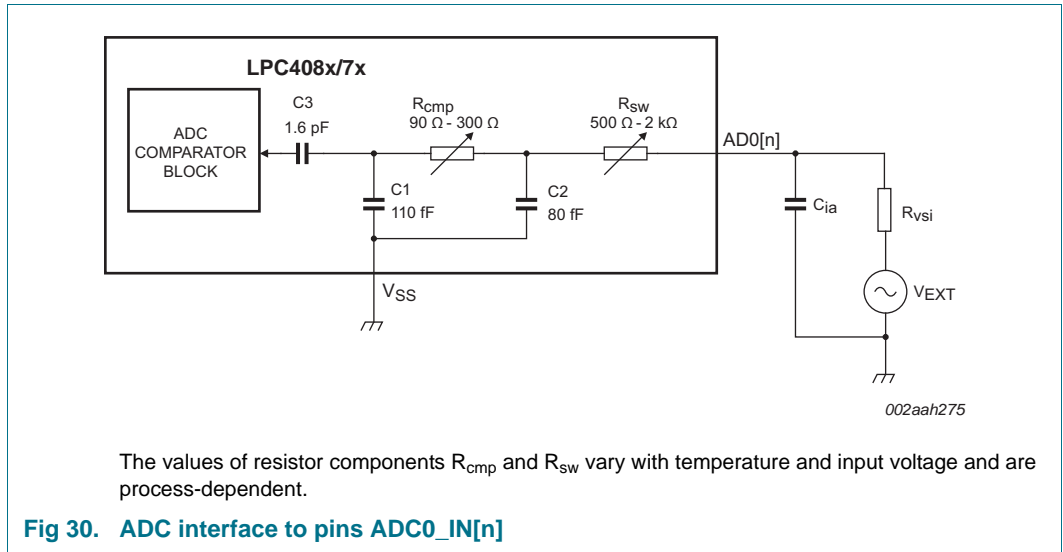 LPC408x/7x
ADC
COMPARATOR
BLOCK
C3
1.6 pF
Rcmp
90 Ω - 300 Ω
Rsw
500 Ω - 2 kΩ
AD0[n]
C1
110 fF
C2
80 fF
Cia
Rvsi
VEXT
VSS
002aah275
The values of resistor components Rcmp and Rsw vary with temperature and input voltage and are
process-dependent.
Fig 30. ADC interface to pins ADC0_IN[n]